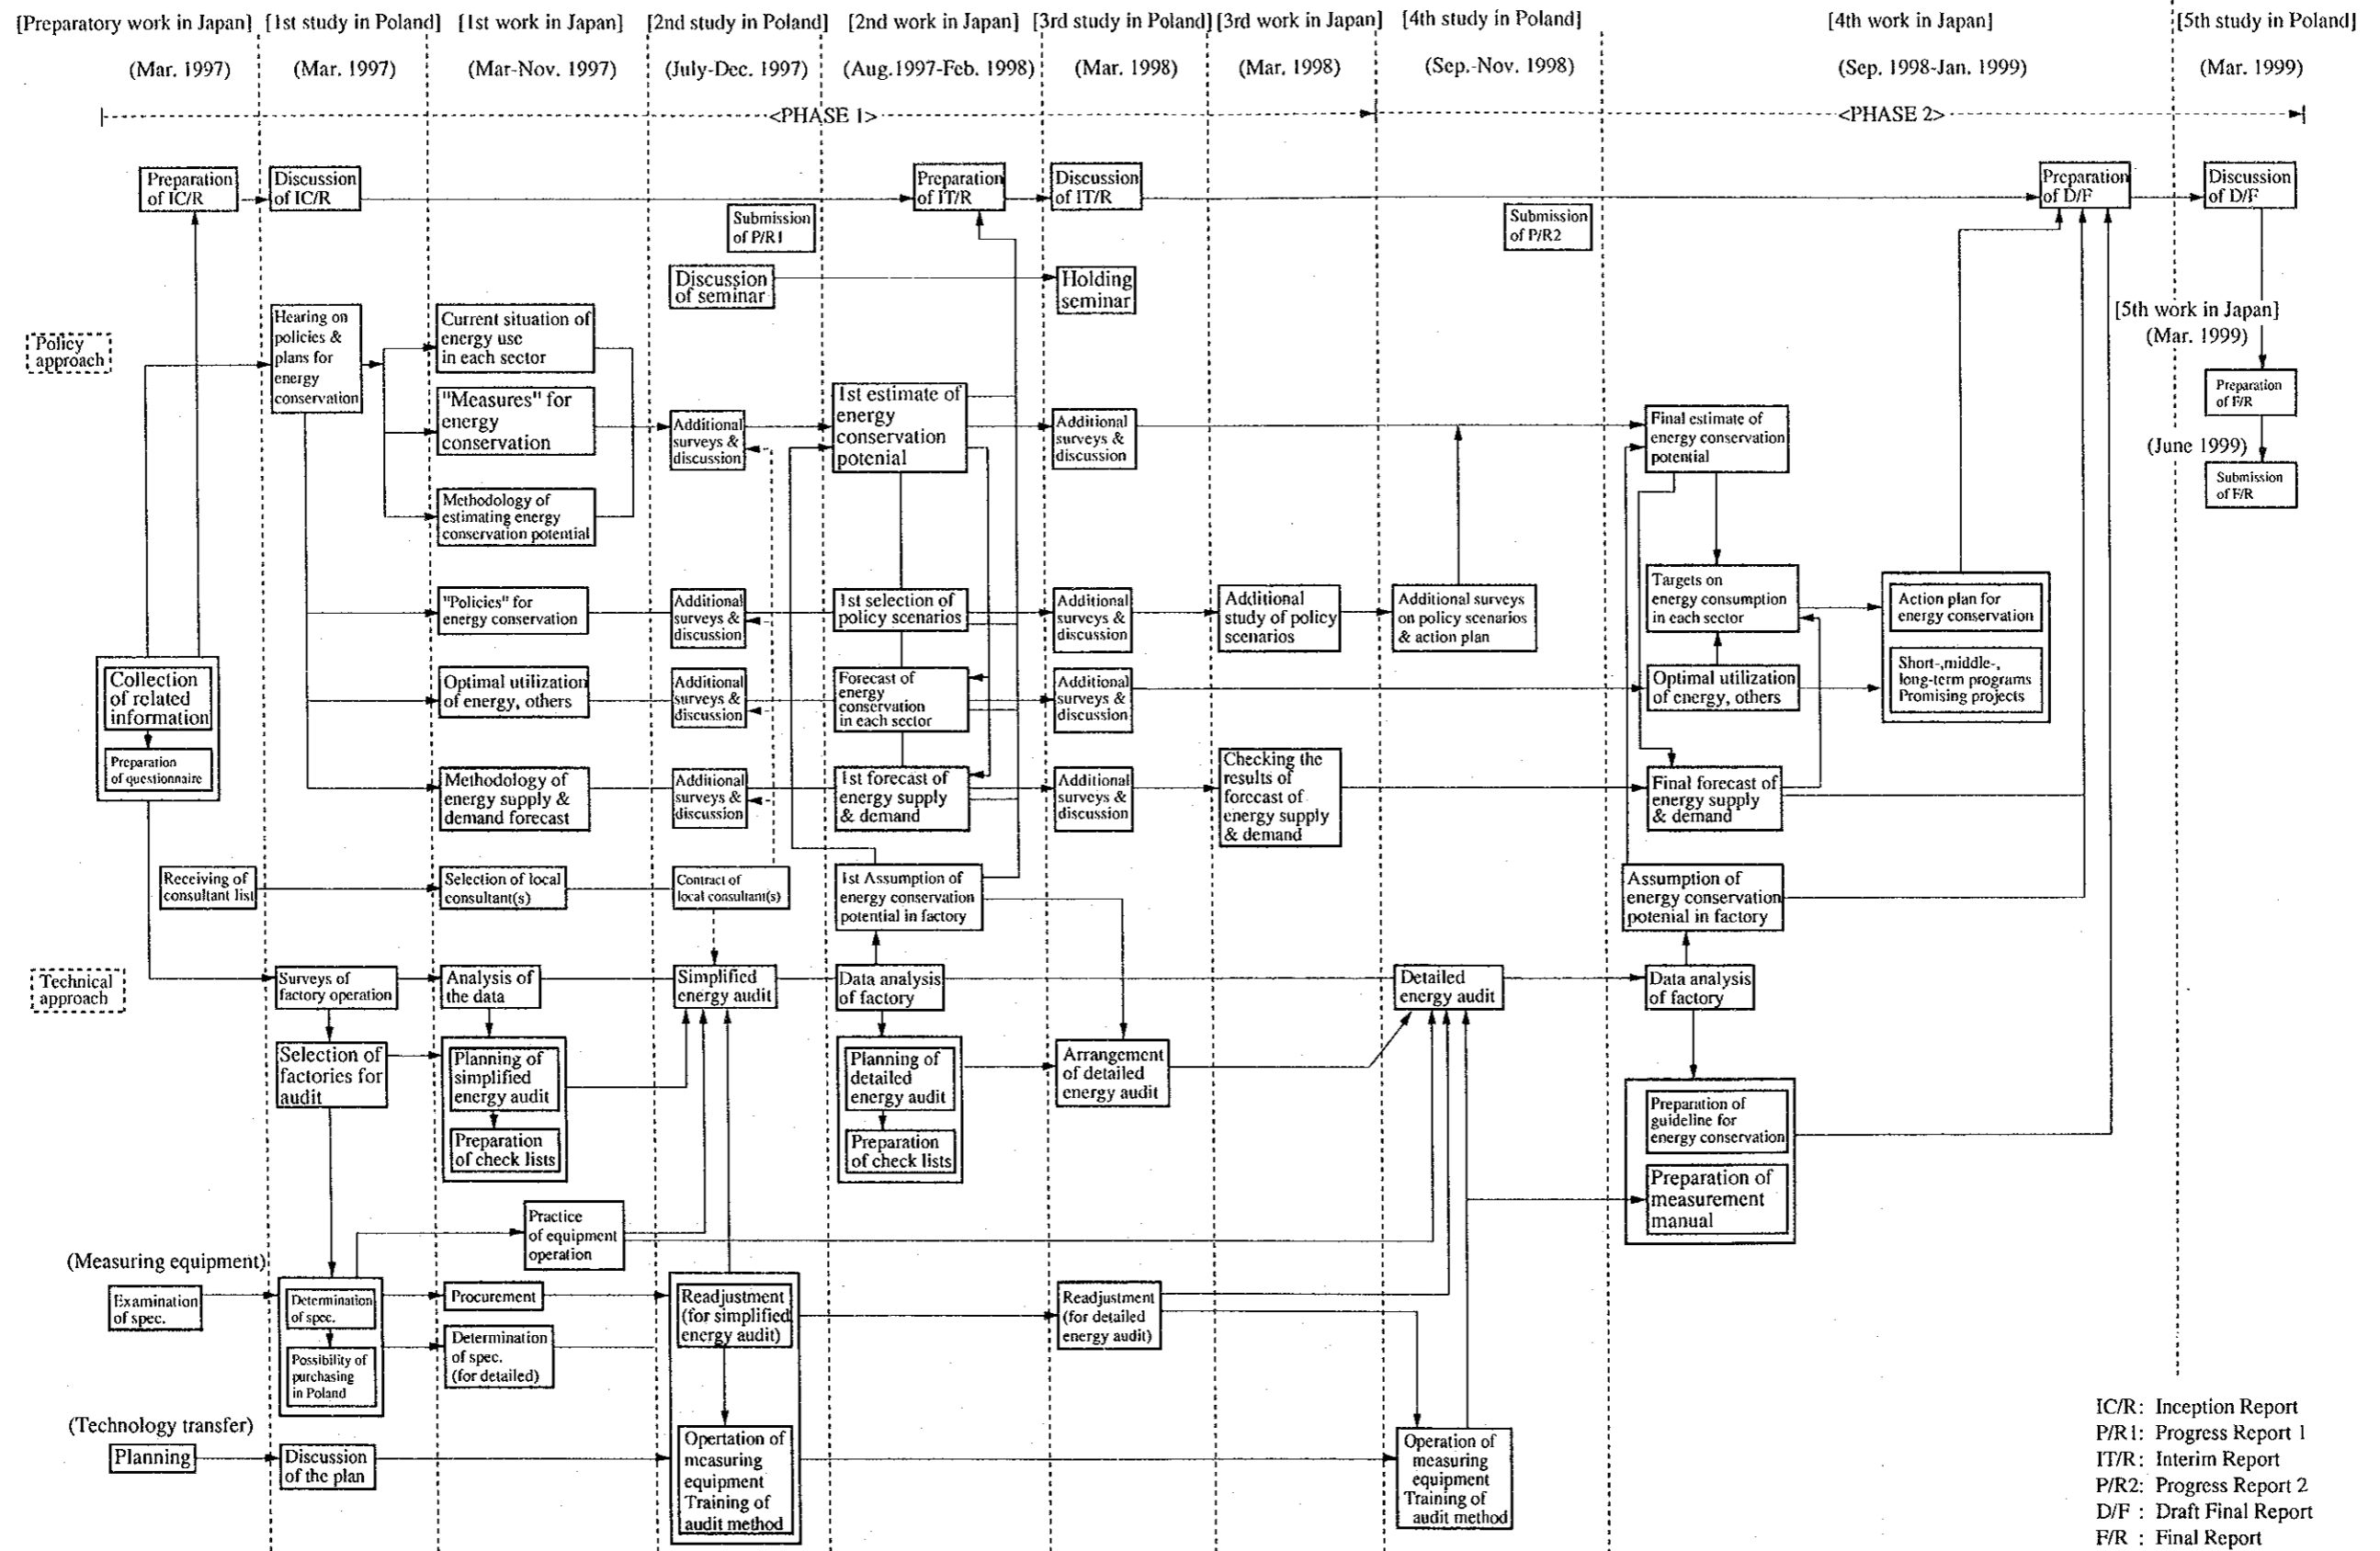 [Preparatory work in Japan]
(Mar. 1997)
[1st study in Poland]
(Mar. 1997)
[1st work in Japan]
(Mar-Nov. 1997)
[2nd study in Poland]
(July-Dec. 1997)
[2nd work in Japan]
(Aug.1997-Feb. 1998)
[3rd study in Poland]
(Mar. 1998)
[3rd work in Japan]
(Mar. 1998)
[4th study in Poland]
(Sep.-Nov. 1998)
[4th work in Japan]
(Sep. 1998-Jan. 1999)
[5th study in Poland]
(Mar. 1999)
<PHASE 1>
<PHASE 2>
Preparation
of IC/R
Discussion
of IC/R
Preparation
of IT/R
Discussion
of IT/R
Preparation
of D/F
Discussion
of D/F
Submission
of P/R1
Submission
of P/R2
Discussion
of seminar
Holding
seminar
[5th work in Japan]
(Mar. 1999)
Preparation
of F/R
(June 1999)
Submission
of F/R
Policy
approach
Hearing on
policies &
plans for
energy
conservation
Current situation of
energy use
in each sector
"Measures" for
energy
conservation
Methodology of
estimating energy
conservation potential
Additional
surveys &
discussion
1st estimate of
energy
conservation
potenial
Additional
surveys &
discussion
Final estimate of
energy conservation
potential
"Policies" for
energy conservation
Additional
surveys &
discussion
1st selection of
policy scenarios
Additional
surveys &
discussion
Additional
study of policy
scenarios
Additional surveys
on policy scenarios
& action plan
Targets on
energy consumption
in each sector
Action plan for
energy conservation
Short-,middle-,
long-term programs
Promising projects
Collection
of related
information
Preparation
of questionnaire
Optimal utilization
of energy, others
Additional
surveys &
discussion
Forecast of
energy
conservation
in each sector
Additional
surveys &
discussion
Optimal utilization
of energy, others
Methodology of
energy supply &
demand forecast
Additional
surveys &
discussion
1st forecast of
energy supply
& demand
Additional
surveys &
discussion
Checking the
results of
forecast of
energy supply
& demand
Final forecast of
energy supply
& demand
Receiving of
consultant list
Selection of local
consultant(s)
Contract of
local consultant(s)
1st Assumption of
energy conservation
potential in factory
Assumption of
energy conservation
potenial in factory
Technical
approach
Surveys of
factory operation
Analysis of
the data
Simplified
energy audit
Data analysis
of factory
Detailed
energy audit
Data analysis
of factory
Selection of
factories for
audit
Planning of
simplified
energy audit
Preparation
of check lists
Planning of
detailed
energy audit
Preparation
of check lists
Arrangement
of detailed
energy audit
Preparation of
guideline for
energy conservation
Preparation of
measurement
manual
Practice
of equipment
operation
(Measuring equipment)
Examination
of spec.
Determination
of spec.
Possibility of
purchasing
in Poland
Procurement
Determination
of spec.
(for detailed)
Readjustment
(for simplified
energy audit)
Readjustment
(for detailed
energy audit)
(Technology transfer)
Planning
Discussion
of the plan
Opertation of
measuring
equipment
Training of
audit method
Operation of
measuring
equipment
Training of
audit method
IC/R: Inception Report
P/R1: Progress Report 1
IT/R: Interim Report
P/R2: Progress Report 2
D/F : Draft Final Report
F/R : Final Report